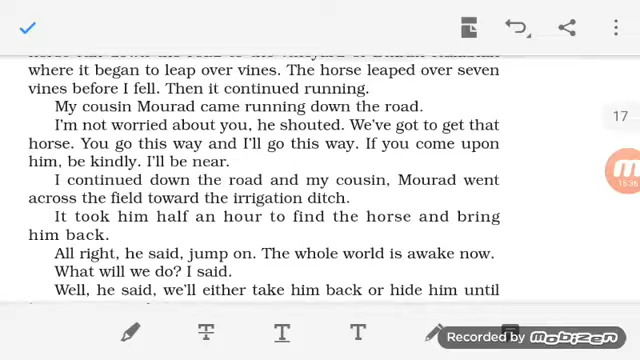 where it began to leap over vines. The horse leaped over seven
vines before I fell. Then it continued running.
My cousin Mourad came running down the road.
I'm not worried about you, he shouted. We've got to get that
horse. You go this way and I'll go this way. If you come upon
him, be kindly. I'll be near.
I continued down the road and my cousin, Mourad went
across the field toward the irrigation ditch.
It took him half an hour to find the horse and bring
him back.
All right, he said, jump on. The whole world is awake now.
What will we do? I said.
Well, he said, we'll either take him back or hide him until
17
15:36
T
T
T
Recorded by mobizen